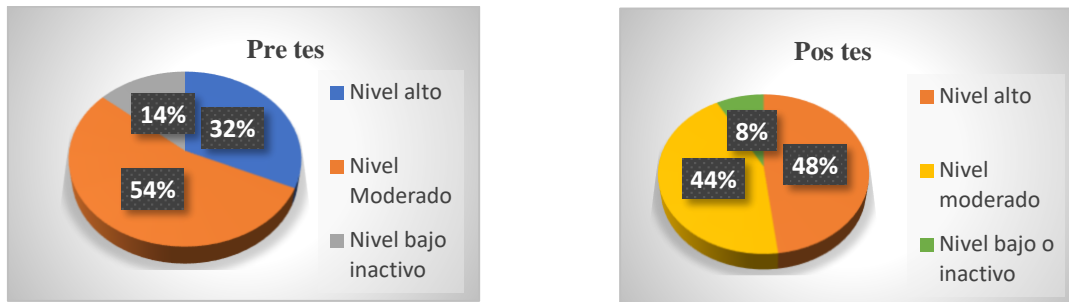 Pre tes
14%
32%
54%
Nivel alto
Nivel
Moderado
Nivel bajo
inactivo
Pos tes
8%
48%
44%
Nivel alto
Nivel
moderado
Nivel bajo o
inactivo